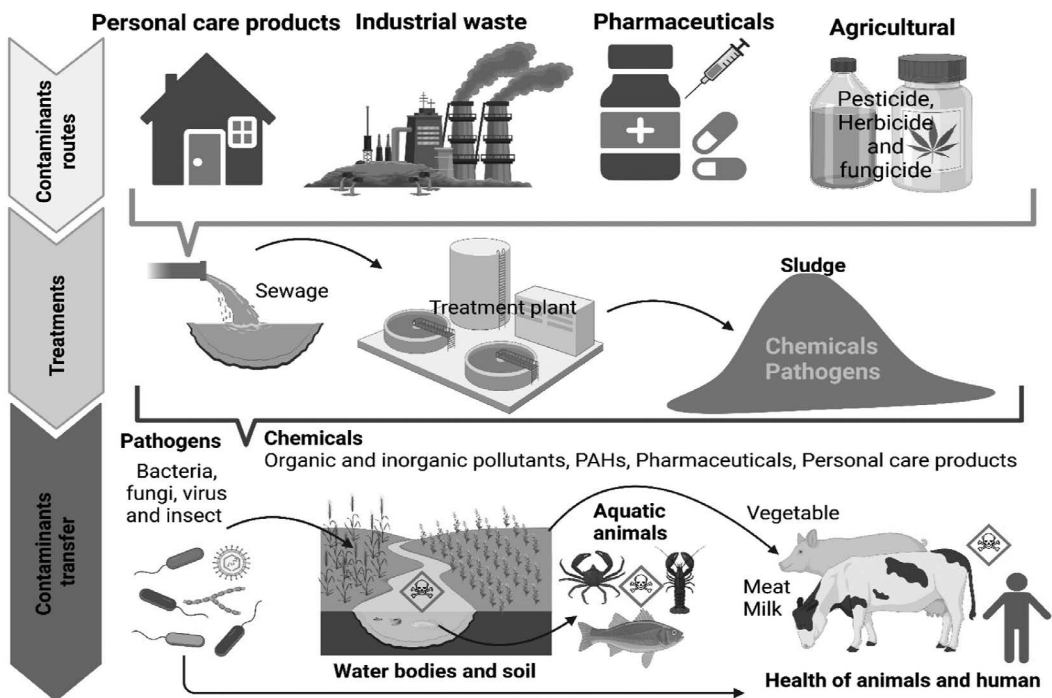 Personal care products
Industrial waste
Pharmaceuticals
Agricultural
Contaminants
routes
Pesticide,
Herbicide
and
fungicide
Treatments
Sewage
Treatment plant
Sludge
Chemicals
Pathogens
Contaminants
transfer
Pathogens
Bacteria,
fungi, virus
and insect
Chemicals
Organic and inorganic pollutants, PAHs, Pharmaceuticals, Personal care products
Aquatic
animals
Vegetable
Meat
Milk
Water bodies and soil
Health of animals and human